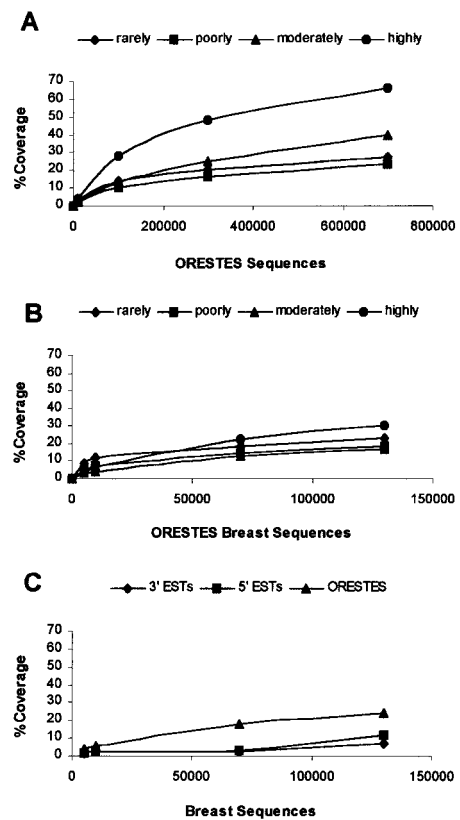 A
rarely poorly moderately highly
70
60
50
40
30
20
10
0
%Coverage
0 200000 400000 600000 800000
ORESTES Sequences
B
rarely poorly moderately highly
70
60
50
40
30
20
10
0
%Coverage
0 50000 100000 150000
ORESTES Breast Sequences
C
3' ESTs 5' ESTs ORESTES
70
60
50
40
30
20
10
0
%Coverage
0 50000 100000 150000
Breast Sequences